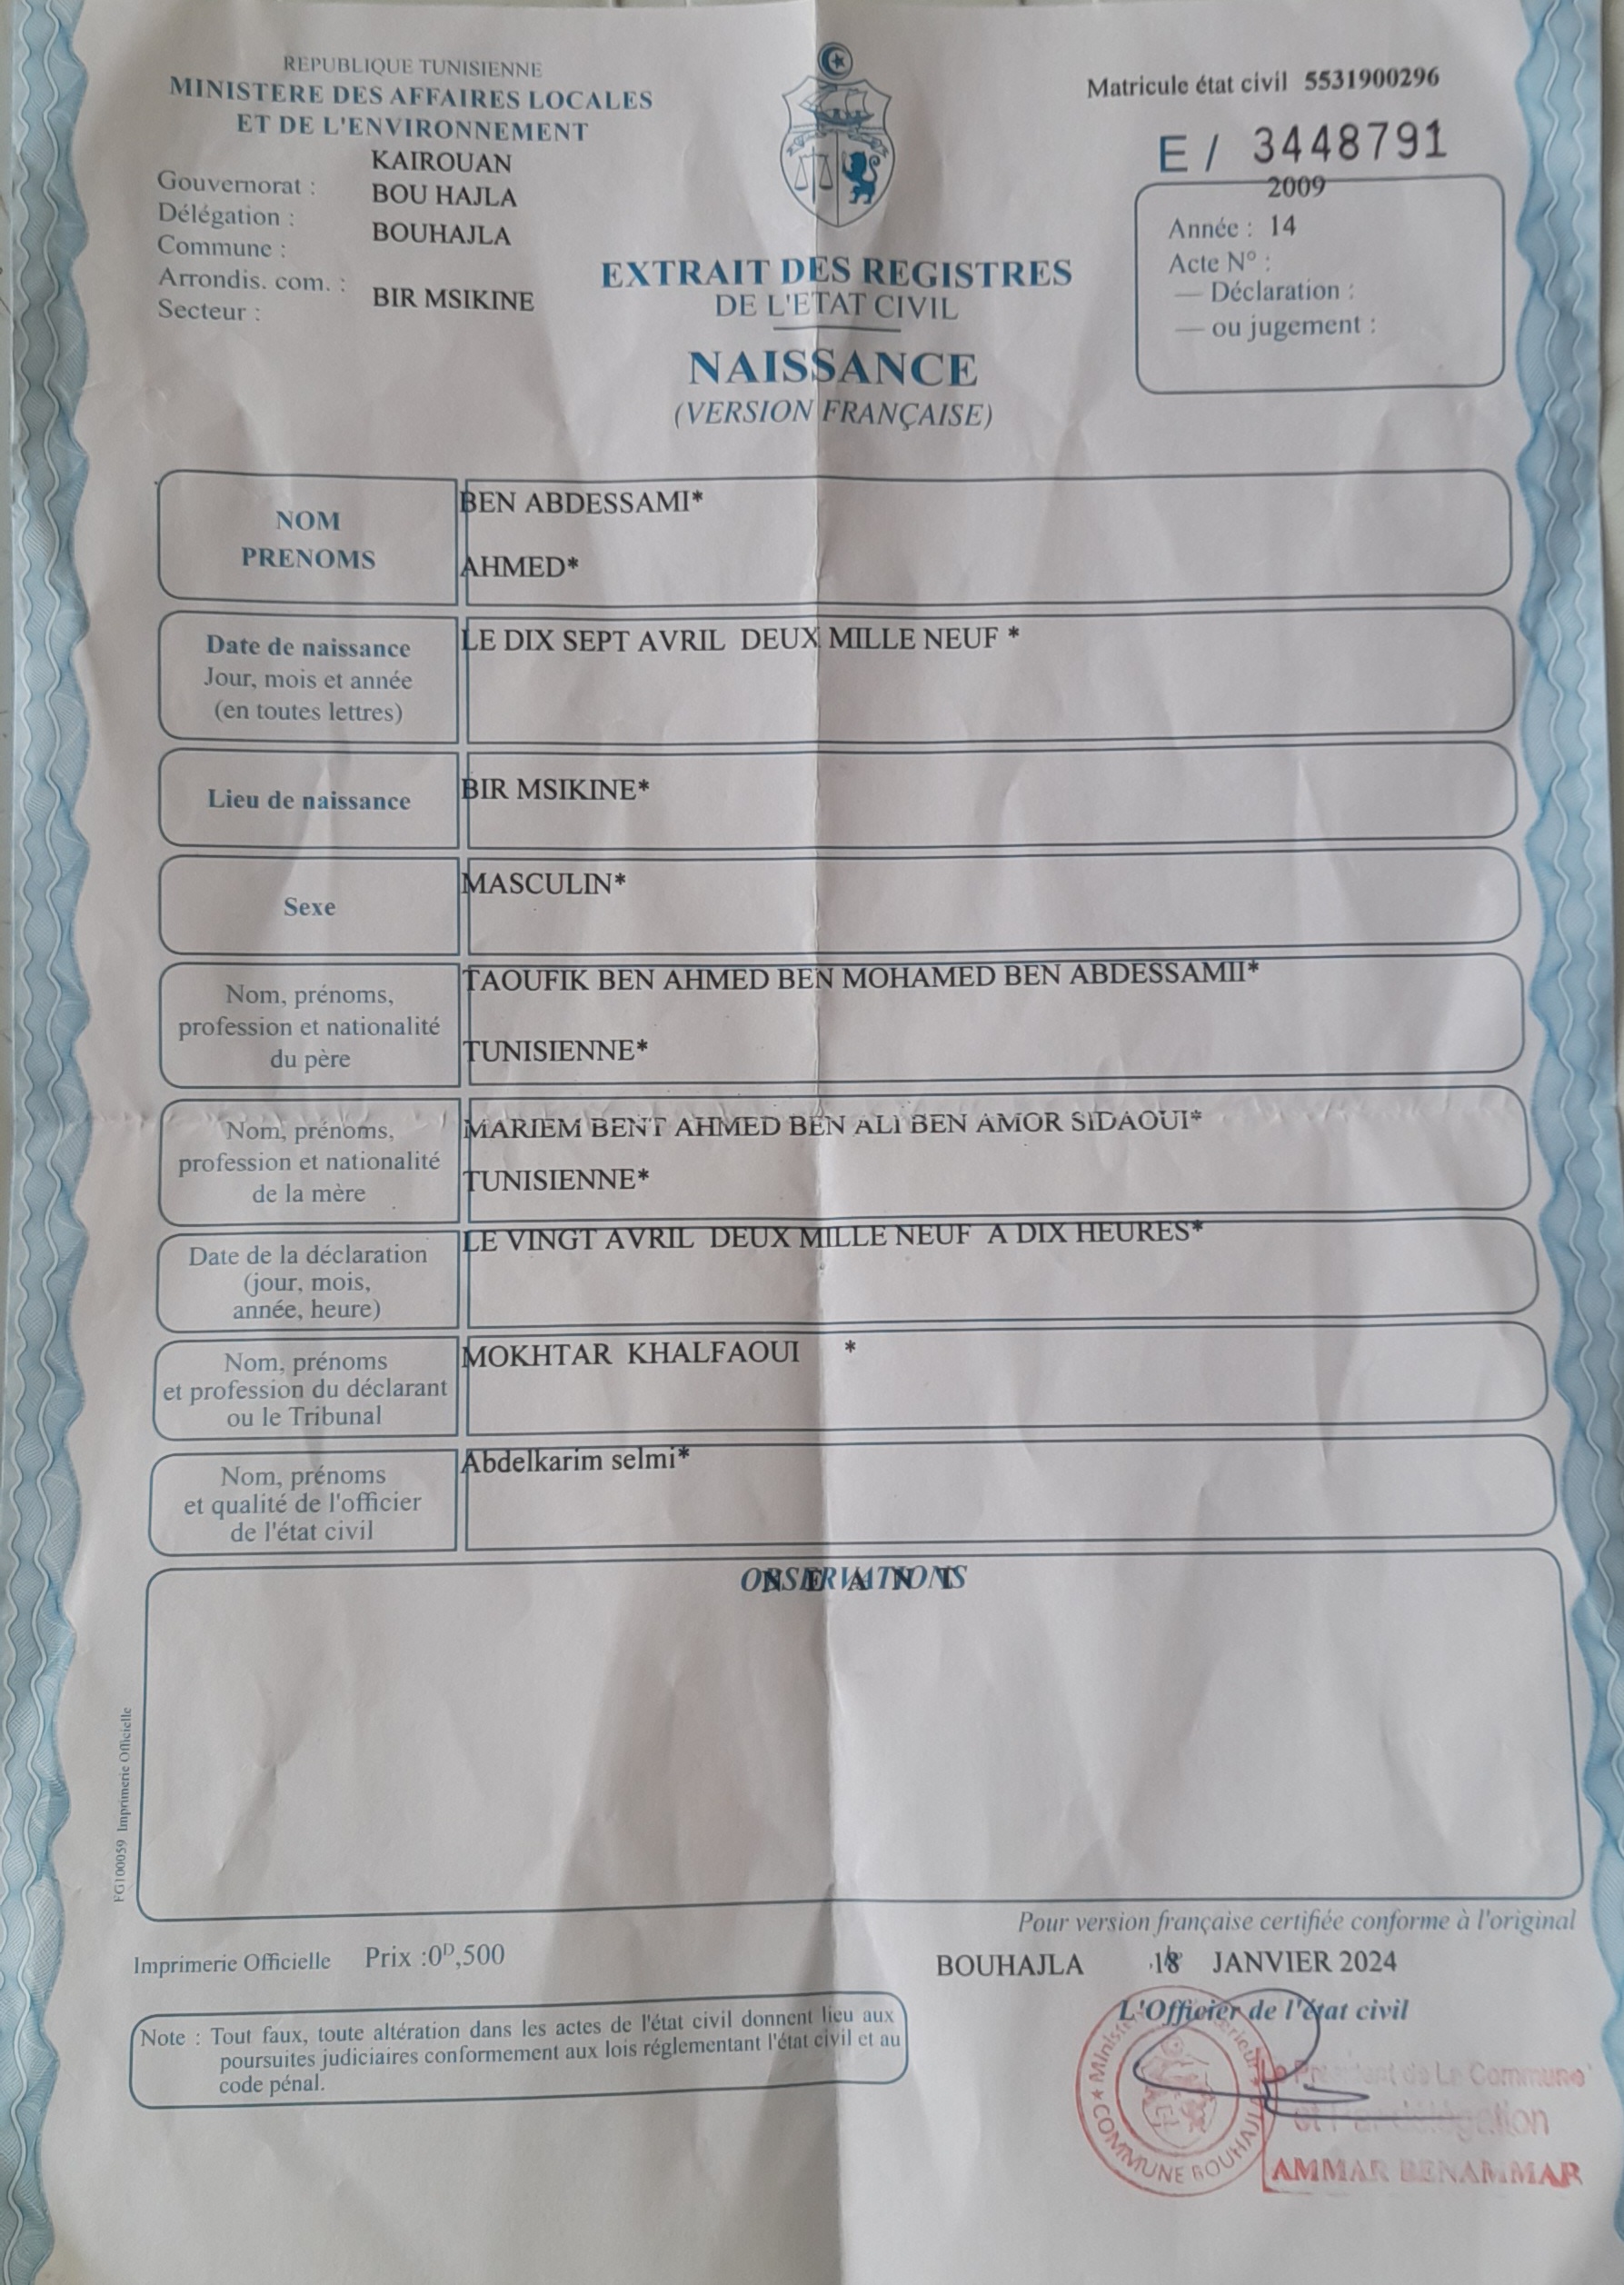 REPUBLIQUE TUNISIENNE
MINISTERE DES AFFAIRES LOCALES
ET DE L'ENVIRONNEMENT
Gouvernorat : KAIROUAN
Délégation : BOU HAJLA
Commune : BOUHAJLA
Arrondis. com. :
Secteur : BIR MSIKINE
Matricule état civil 5531900296
E / 3448791
2009
Année : 14
Acte N° :
— Déclaration :
— ou jugement :
EXTRAIT DES REGISTRES
DE L'ETAT CIVIL
NAISSANCE
(VERSION FRANÇAISE)
NOM
PRENOMS
BEN ABDESSAMI*
AHMED*
Date de naissance
Jour, mois et année
(en toutes lettres)
LE DIX SEPT AVRIL DEUX MILLE NEUF *
Lieu de naissance
BIR MSIKINE*
Sexe
MASCULIN*
Nom, prénoms,
profession et nationalité
du père
TAOUFIK BEN AHMED BEN MOHAMED BEN ABDESSAMII*
TUNISIENNE*
Nom, prénoms,
profession et nationalité
de la mère
MARIEM BENT AHMED BEN ALI BEN AMOR SIDAOUI*
TUNISIENNE*
Date de la déclaration
(jour, mois,
année, heure)
LE VINGT AVRIL DEUX MILLE NEUF A DIX HEURES*
Nom, prénoms
et profession du déclarant
ou le Tribunal
MOKHTAR KHALFAOUI *
Nom, prénoms
et qualité de l'officier
de l'état civil
Abdelkarim selmi*
OBSERVATIONS
N E A N T
FG100059 Imprimerie Officielle
Pour version française certifiée conforme à l'original
Imprimerie Officielle Prix :0ᴰ,500
BOUHAJLA 18 JANVIER 2024
L'Officier de l'état civil
Note : Tout faux, toute altération dans les actes de l'état civil donnent lieu aux
poursuites judiciaires conformement aux lois réglementant l'état civil et au
code pénal.
COMMUNE BOUHAJLA
Le Président de La Commune
et Par délégation
AMMAR BENAMMAR